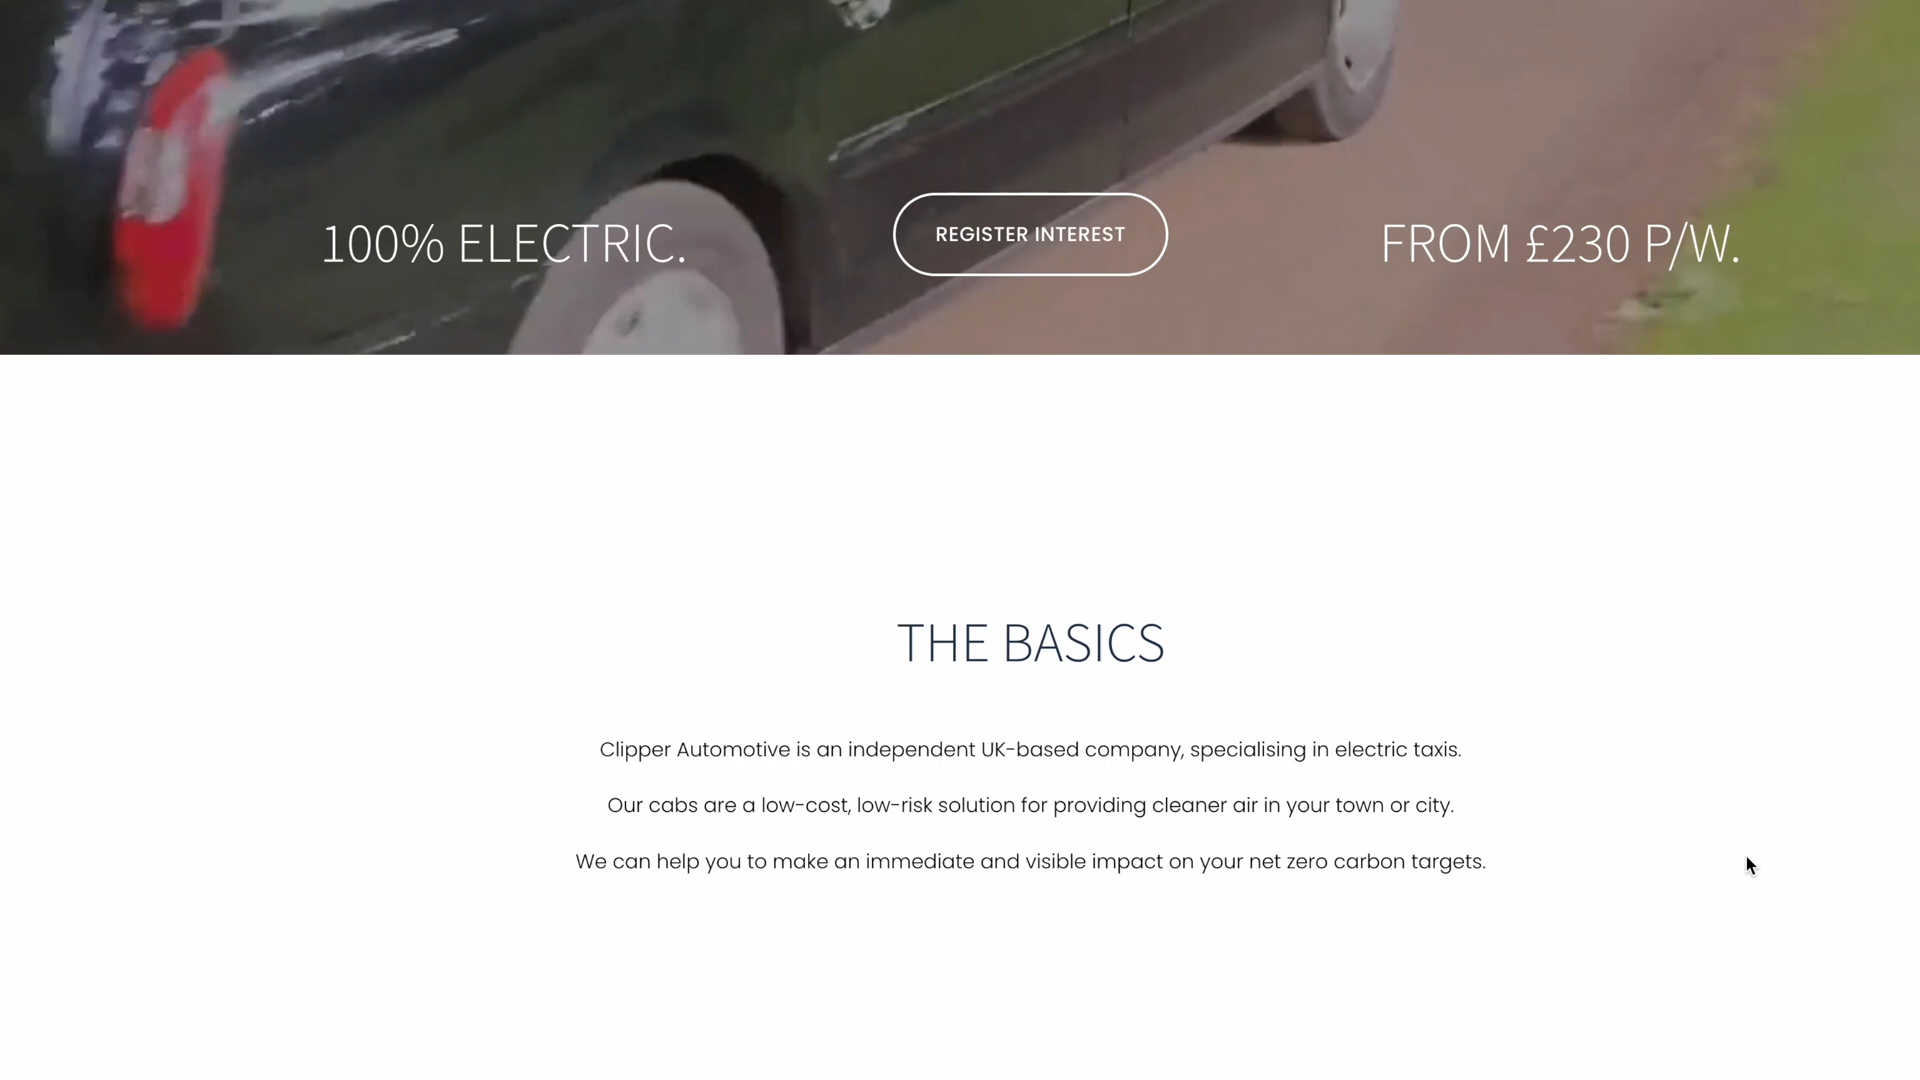 100% ELECTRIC.
REGISTER INTEREST
FROM £230 P/W.
THE BASICS
Clipper Automotive is an independent UK-based company, specialising in electric taxis.
Our cabs are a low-cost, low-risk solution for providing cleaner air in your town or city.
We can help you to make an immediate and visible impact on your net zero carbon targets.